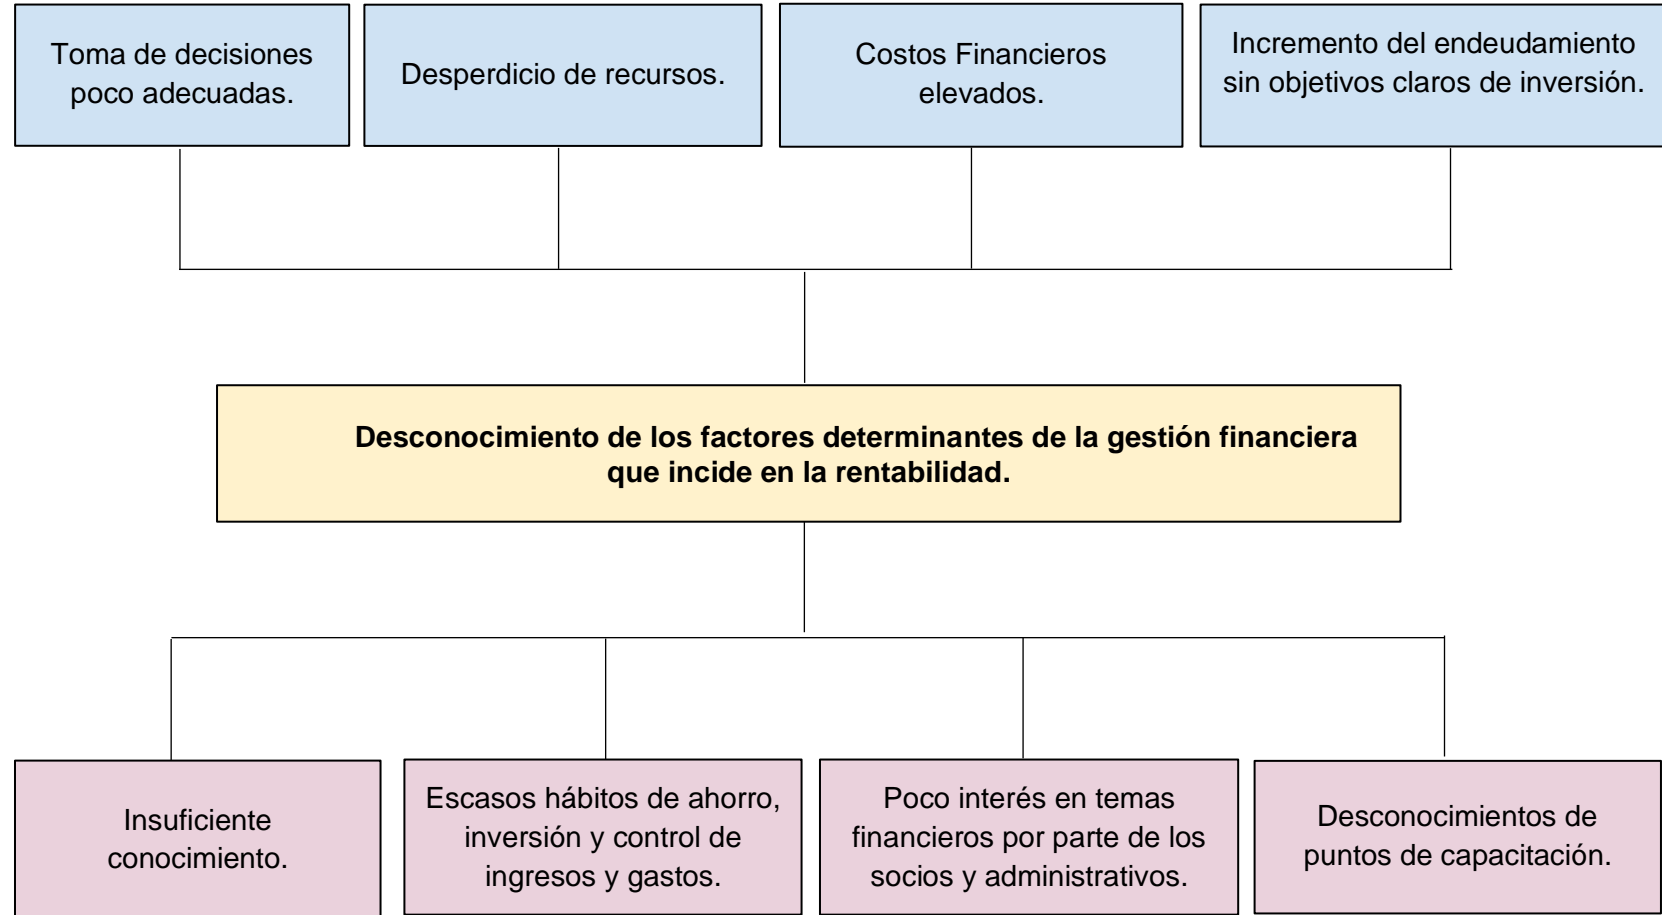 Toma de decisiones
poco adecuadas.
Desperdicio de recursos.
Costos Financieros
elevados.
Incremento del endeudamiento
sin objetivos claros de inversión.
Desconocimiento de los factores determinantes de la gestión financiera
que incide en la rentabilidad.
Insuficiente
conocimiento.
Escasos hábitos de ahorro,
inversión y control de
ingresos y gastos.
Poco interés en temas
financieros por parte de los
socios y administrativos.
Desconocimientos de
puntos de capacitación.